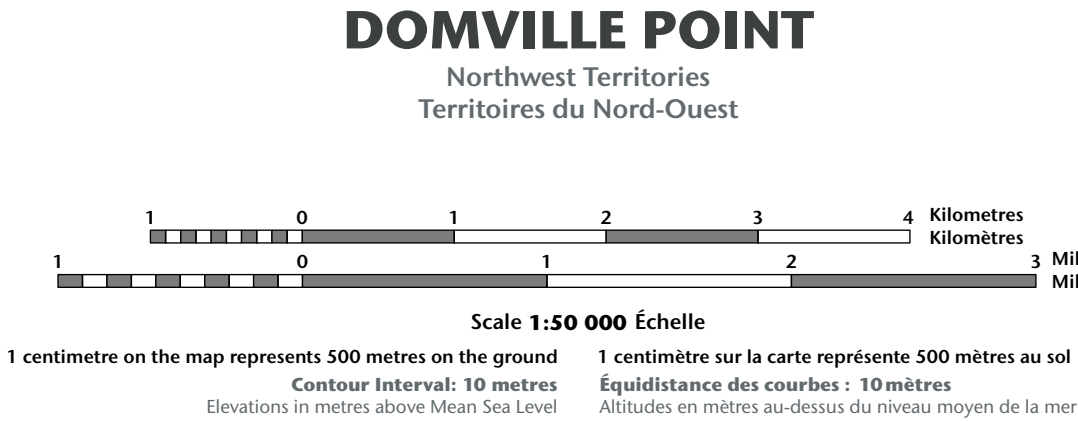 DOMVILLE POINT
Northwest Territories
Territoires du Nord-Ouest
1 0 1 2 3 4 Kilometres
Kilomètres
1 0 1 2 3 Mil
Mil
Scale 1:50 000 Échelle
1 centimetre on the map represents 500 metres on the ground
Contour Interval: 10 metres
Elevations in metres above Mean Sea Level
1 centimètre sur la carte représente 500 mètres au sol
Équidistance des courbes : 10 mètres
Altitudes en mètres au-dessus du niveau moyen de la mer